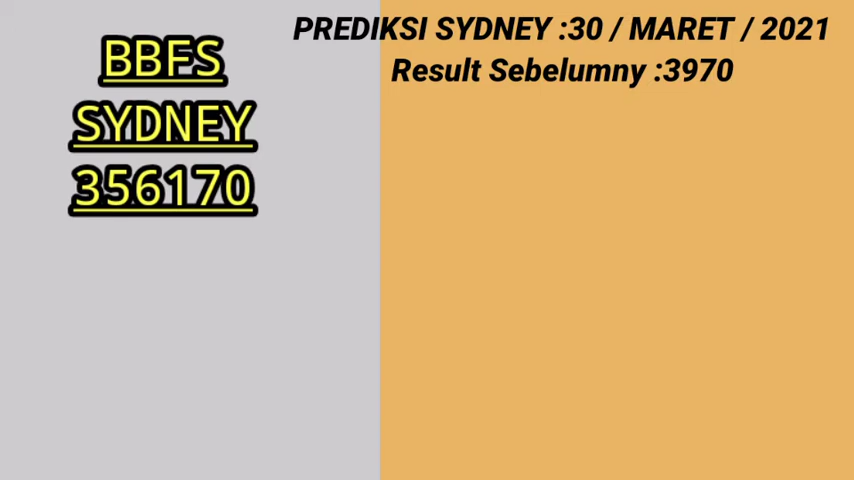 BBFS
SYDNEY
356170
PREDIKSI SYDNEY :30 / MARET / 2021
Result Sebelumny :3970